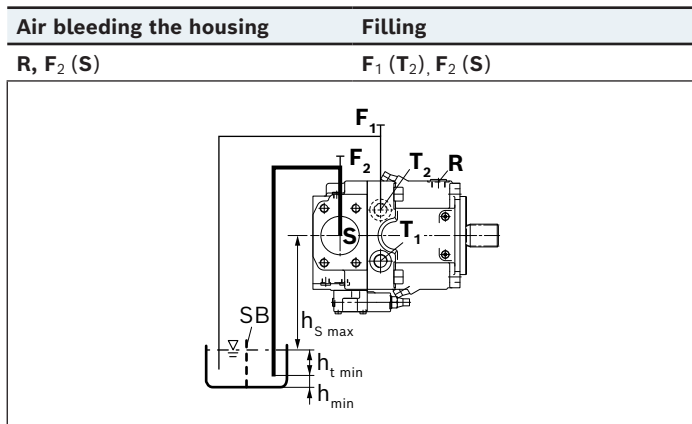 Air bleeding the housing Filling
R, F₂ (S) F₁ (T₂), F₂ (S)
F₁
F₂
T₂
R
S
T₁
SB
hS max
ht min
hmin